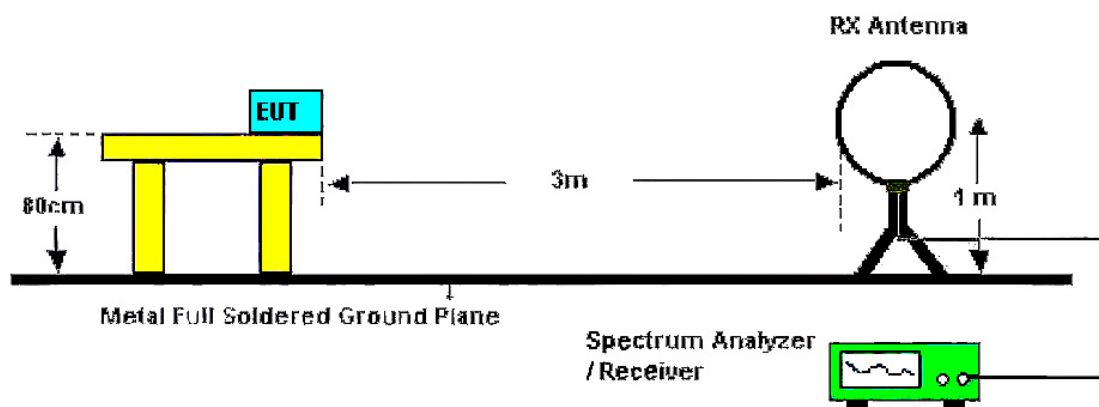 RX Antenna
EUT
80cm
3m
1 m
Metal Full Soldered Ground Plane
Spectrum Analyzer
/ Receiver